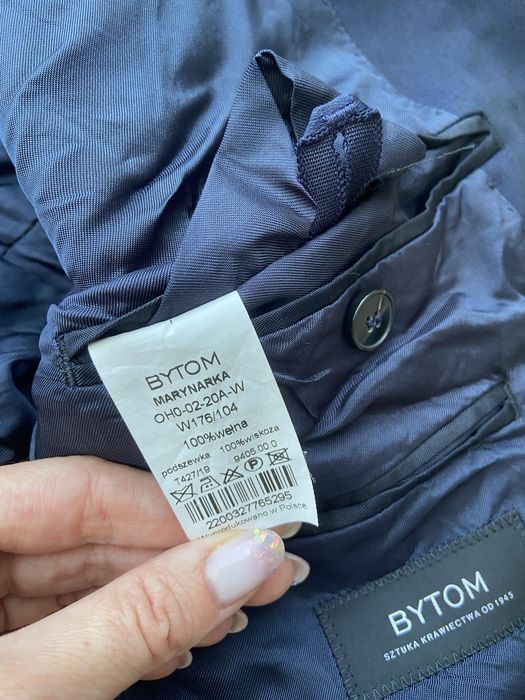 BYTOM
MARYNARKA
OH0-02-20A-W
W176/104
100%wełna
podszewka: 100%wiskoza
T427/19 9405.00.0
P
2200327765295
Wyprodukowano w Polsce
BYTOM
SZTUKA KRAWIECTWA OD 1945